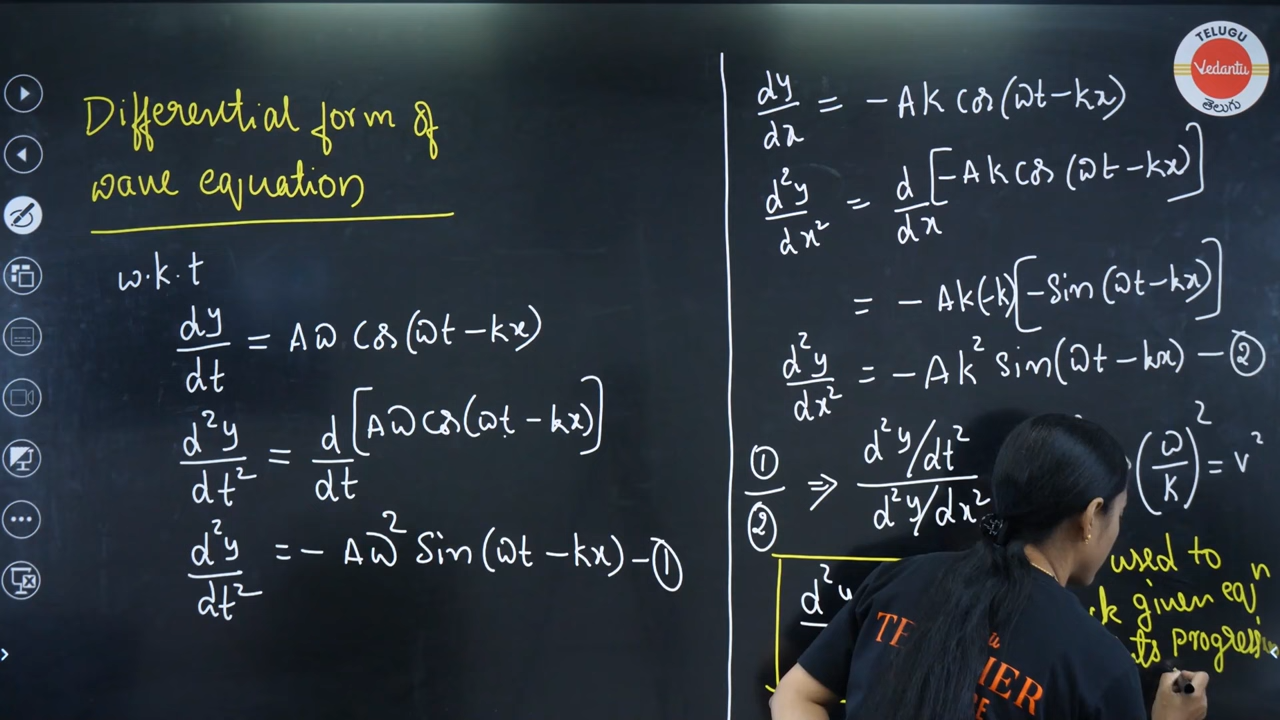 Differential form of
wave equation
w.k.t
dy/dt = Aω Cos(ωt – kx)
d²y/dt² = d/dt [Aω Cos(ωt – kx)]
d²y/dt² = – Aω² Sin(ωt – kx) – ①
dy/dx = –Ak Cos(ωt – kx)
d²y/dx² = d/dx [–Ak Cos(ωt – kx)]
= – Ak(–k)[–Sin(ωt – kx)]
d²y/dx² = –Ak² Sin(ωt – kx) – ②
①/② ⇒ (d²y/dt²)/(d²y/dx²) (ω/k)² = v²
d²y
used to
given eqⁿ
TELUGU
Vedantu
తెలుగు